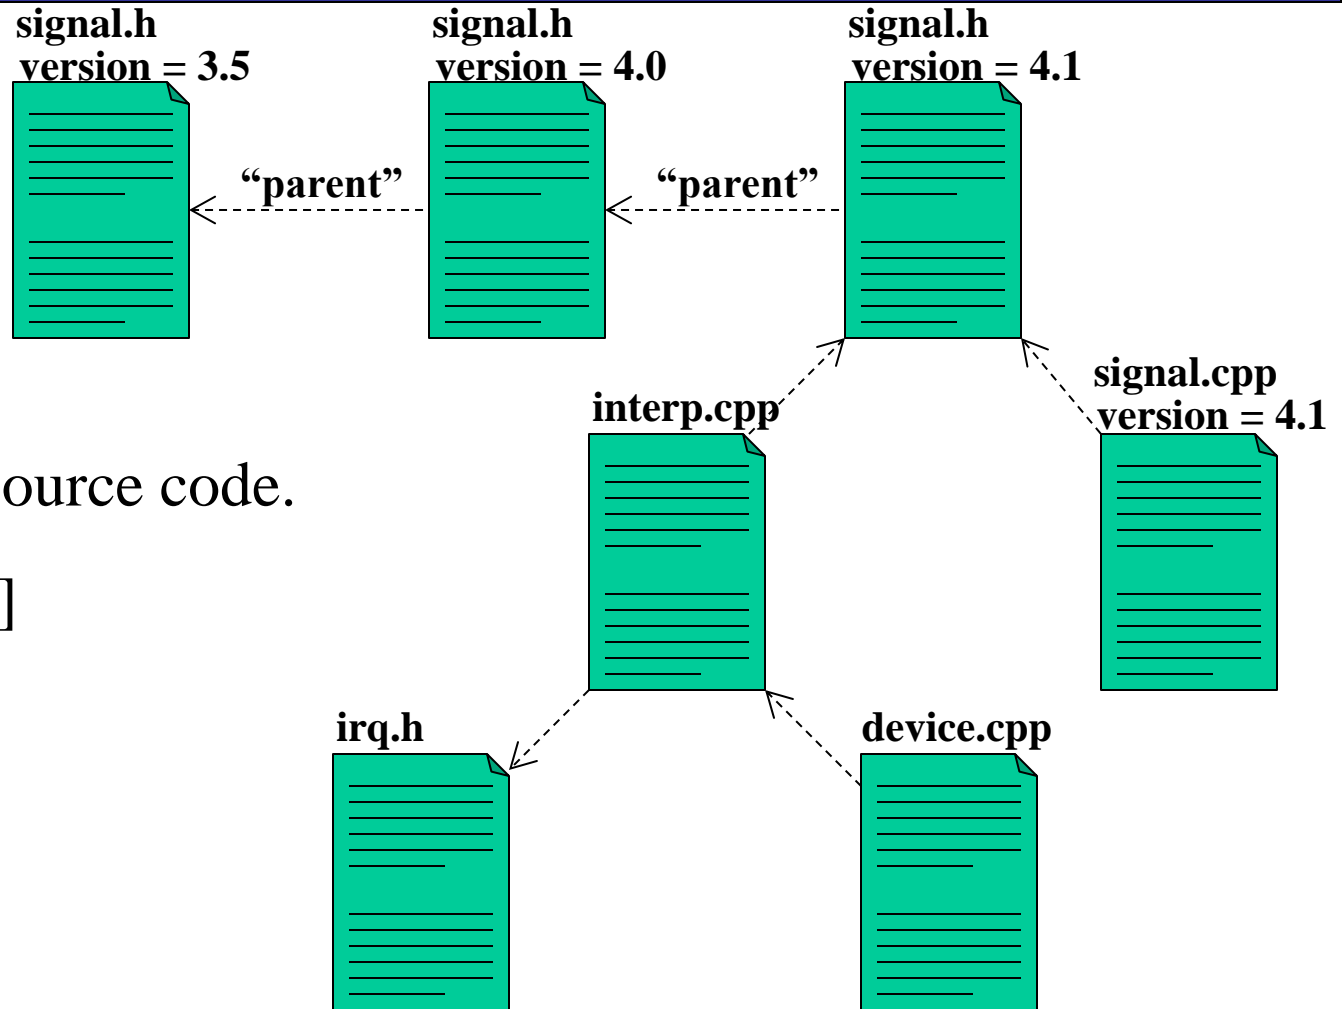 signal.h
version = 3.5
signal.h
version = 4.0
signal.h
version = 4.1
“parent”
“parent”
signal.cpp
version = 4.1
interp.cpp
ource code.
]
irq.h
device.cpp